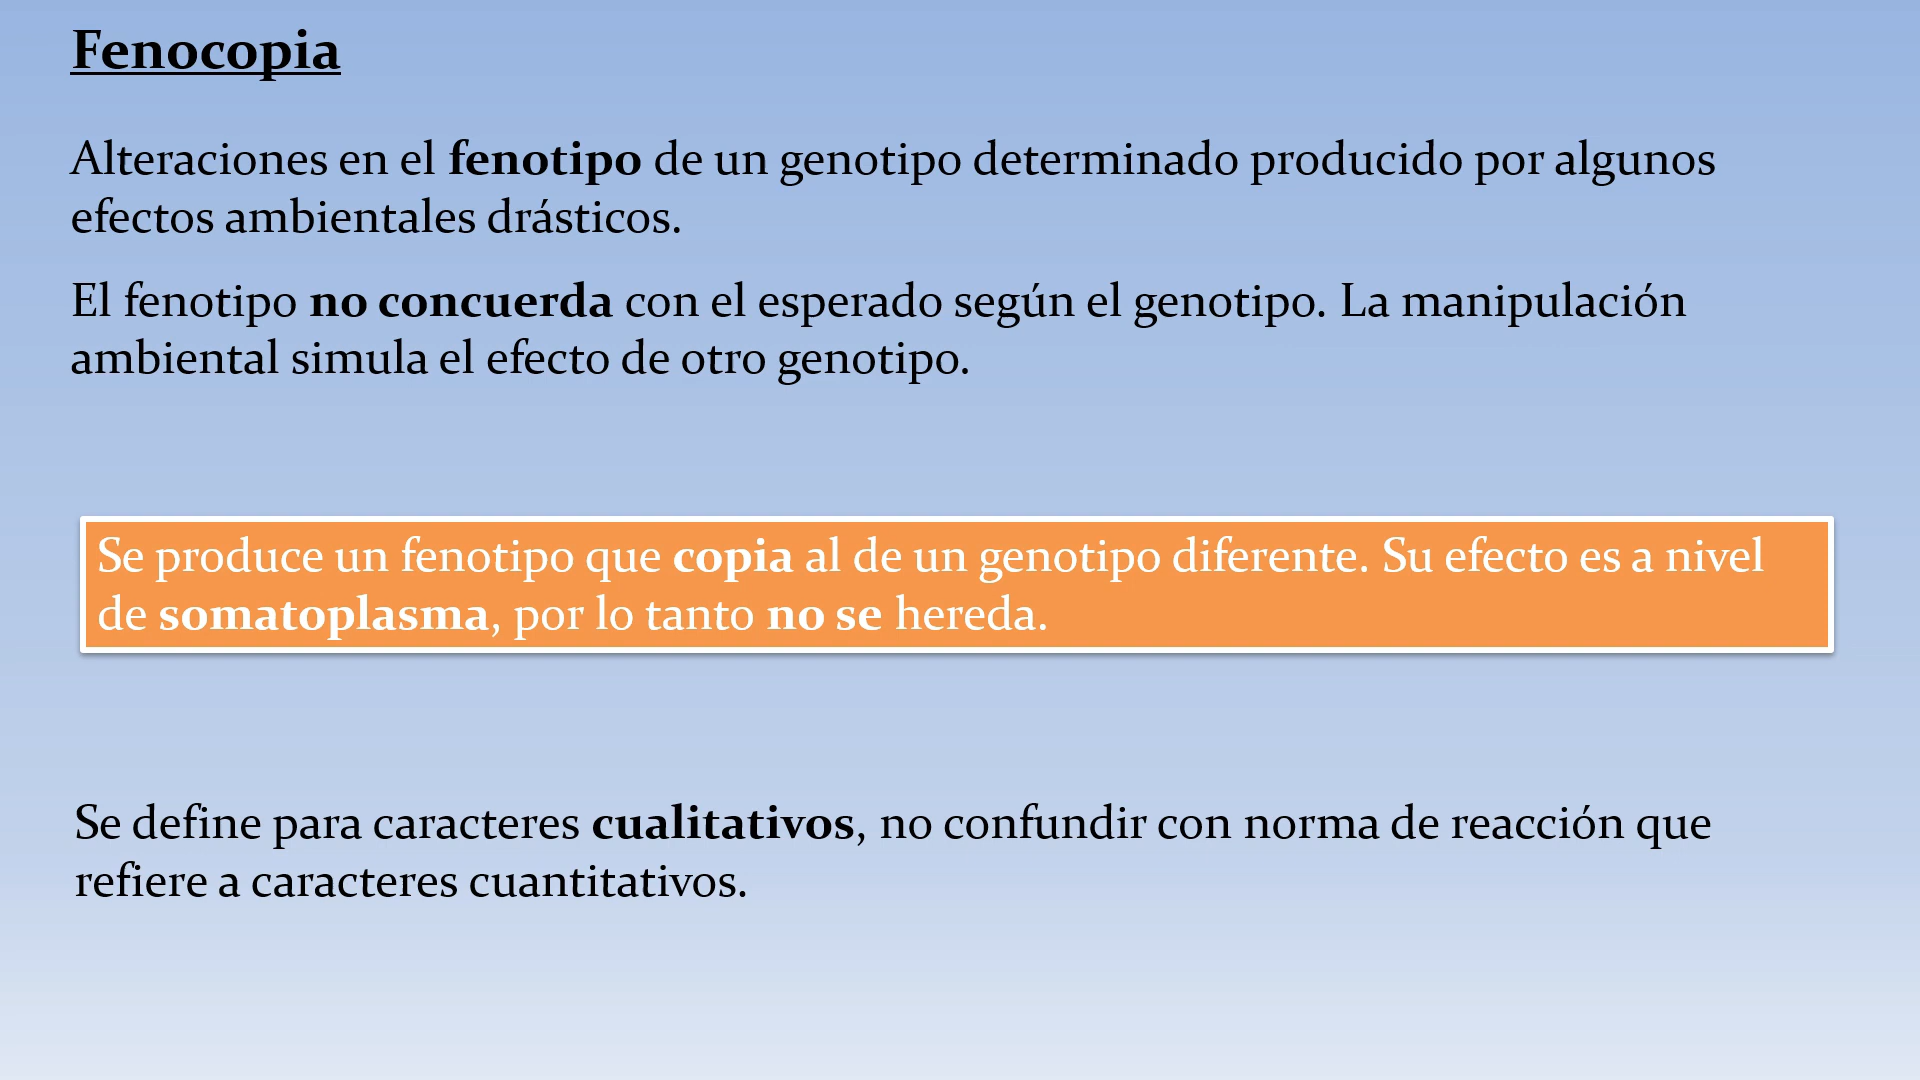 Fenocopia
Alteraciones en el fenotipo de un genotipo determinado producido por algunos
efectos ambientales drásticos.
El fenotipo no concuerda con el esperado según el genotipo. La manipulación
ambiental simula el efecto de otro genotipo.
Se produce un fenotipo que copia al de un genotipo diferente. Su efecto es a nivel
de somatoplasma, por lo tanto no se hereda.
Se define para caracteres cualitativos, no confundir con norma de reacción que
refiere a caracteres cuantitativos.